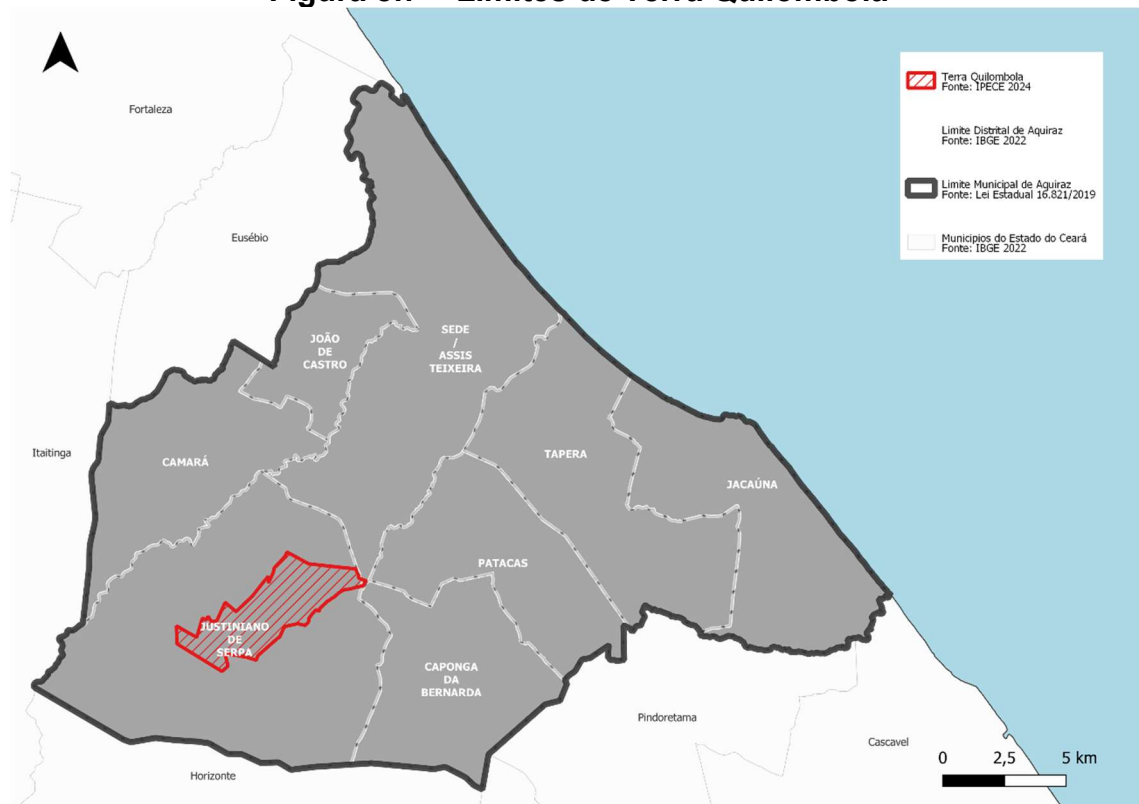 Fortaleza
Eusébio
Itaitinga
JOÃO
DE
CASTRO
SEDE
/
ASSIS
TEIXEIRA
CAMARÁ
TAPERA
JACAÚNA
PATACAS
JUSTINIANO
DE
SERPA
CAPONGA
DA
BERNARDA
Pindoretama
Cascavel
Horizonte
Terra Quilombola
Fonte: IPECE 2024
Limite Distrital de Aquiraz
Fonte: IBGE 2022
Limite Municipal de Aquiraz
Fonte: Lei Estadual 16.821/2019
Municípios do Estado do Ceará
Fonte: IBGE 2022
0 2,5 5 km